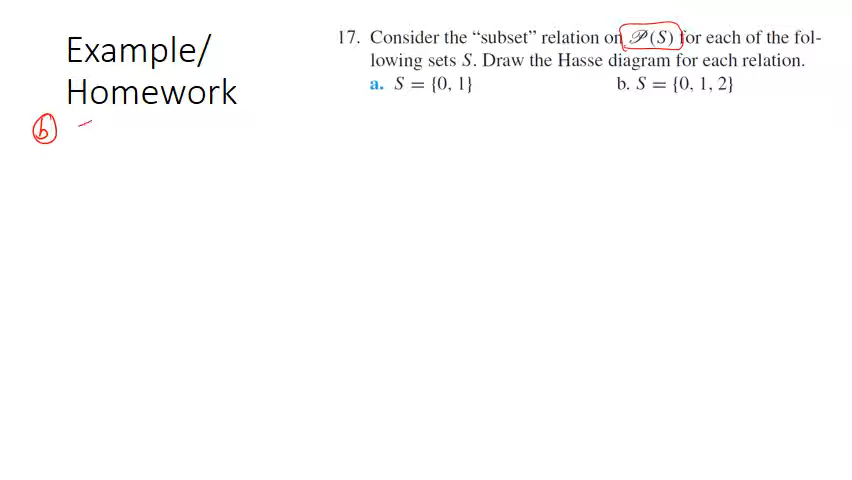 Example/
Homework
17. Consider the “subset” relation on 𝒫(S) for each of the fol-
lowing sets S. Draw the Hasse diagram for each relation.
a. S = {0, 1} b. S = {0, 1, 2}
b